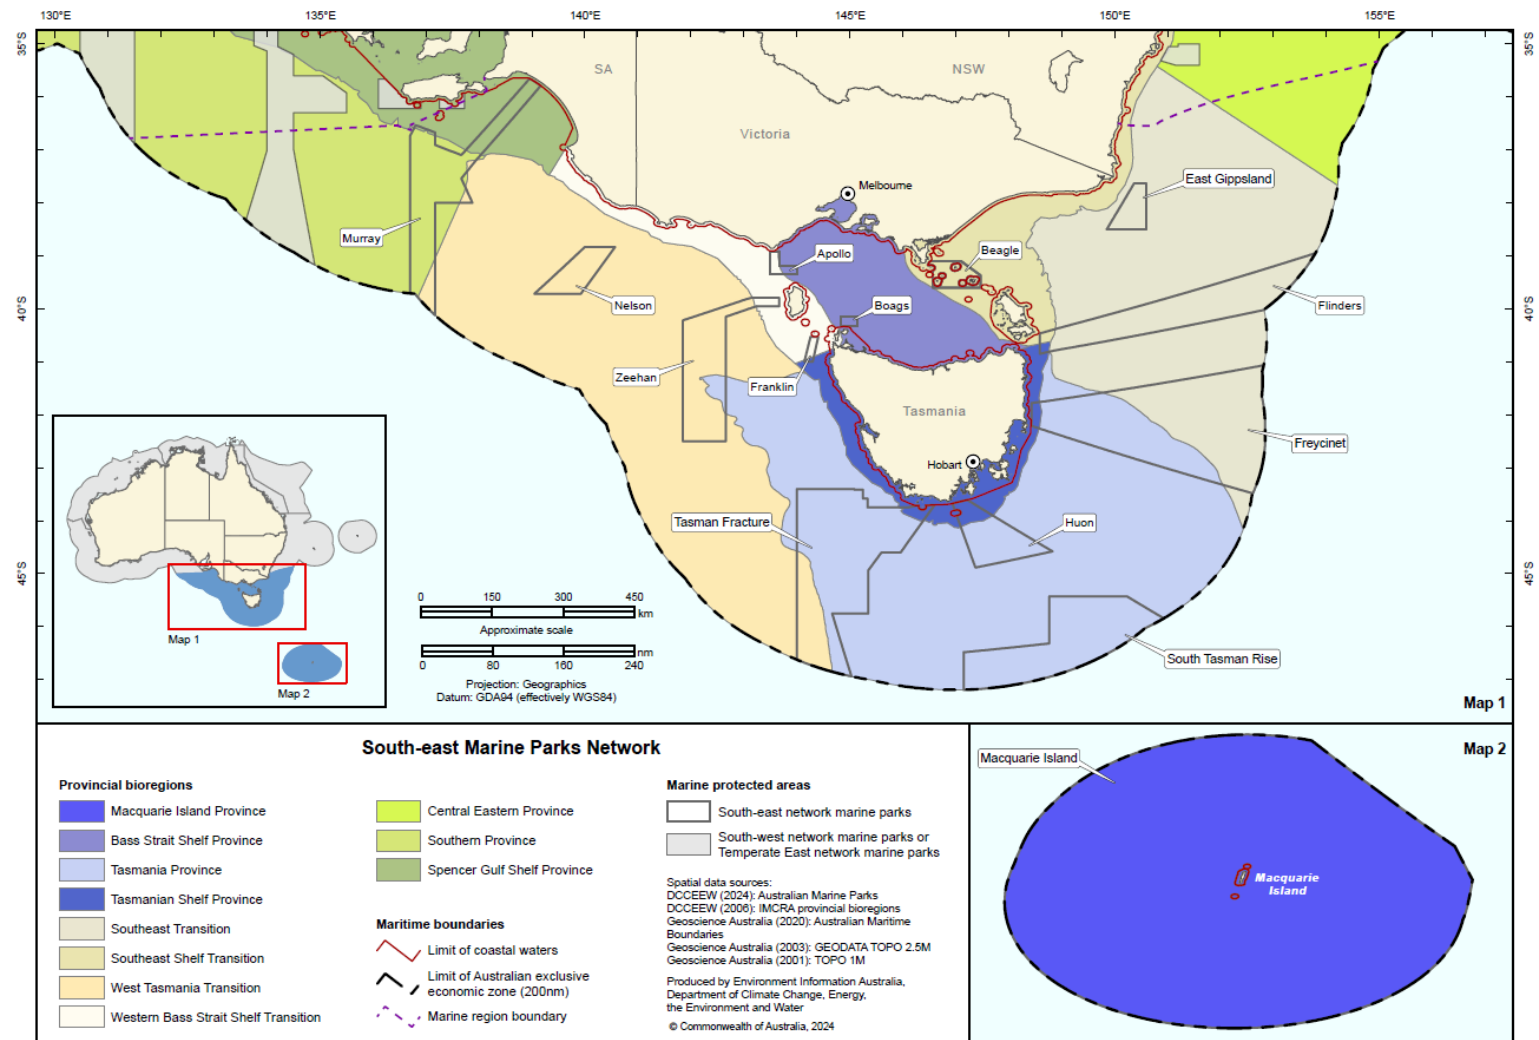 130°E 135°E 140°E 145°E 150°E 155°E
35°S 35°S
SA
NSW
Victoria
Melbourne
East Gippsland
Murray
Apollo
Beagle
Nelson
Boags
Flinders
40°S 40°S
Zeehan
Franklin
Tasmania
Freycinet
Hobart
Tasman Fracture
Huon
45°S 45°S
0 150 300 450
km
Approximate scale
nm
0 80 160 240
Projection: Geographics
Datum: GDA94 (effectively WGS84)
South Tasman Rise
Map 1
Map 2
Map 1
South-east Marine Parks Network
Provincial bioregions
Macquarie Island Province
Bass Strait Shelf Province
Tasmania Province
Tasmanian Shelf Province
Southeast Transition
Southeast Shelf Transition
West Tasmania Transition
Western Bass Strait Shelf Transition
Central Eastern Province
Southern Province
Spencer Gulf Shelf Province
Maritime boundaries
Limit of coastal waters
Limit of Australian exclusive
economic zone (200nm)
Marine region boundary
Marine protected areas
South-east network marine parks
South-west network marine parks or
Temperate East network marine parks
Spatial data sources:
DCCEEW (2024): Australian Marine Parks
DCCEEW (2006): IMCRA provincial bioregions
Geoscience Australia (2020): Australian Maritime
Boundaries
Geoscience Australia (2003): GEODATA TOPO 2.5M
Geoscience Australia (2001): TOPO 1M
Produced by Environment Information Australia,
Department of Climate Change, Energy,
the Environment and Water
© Commonwealth of Australia, 2024
Map 2
Macquarie Island
Macquarie
Island